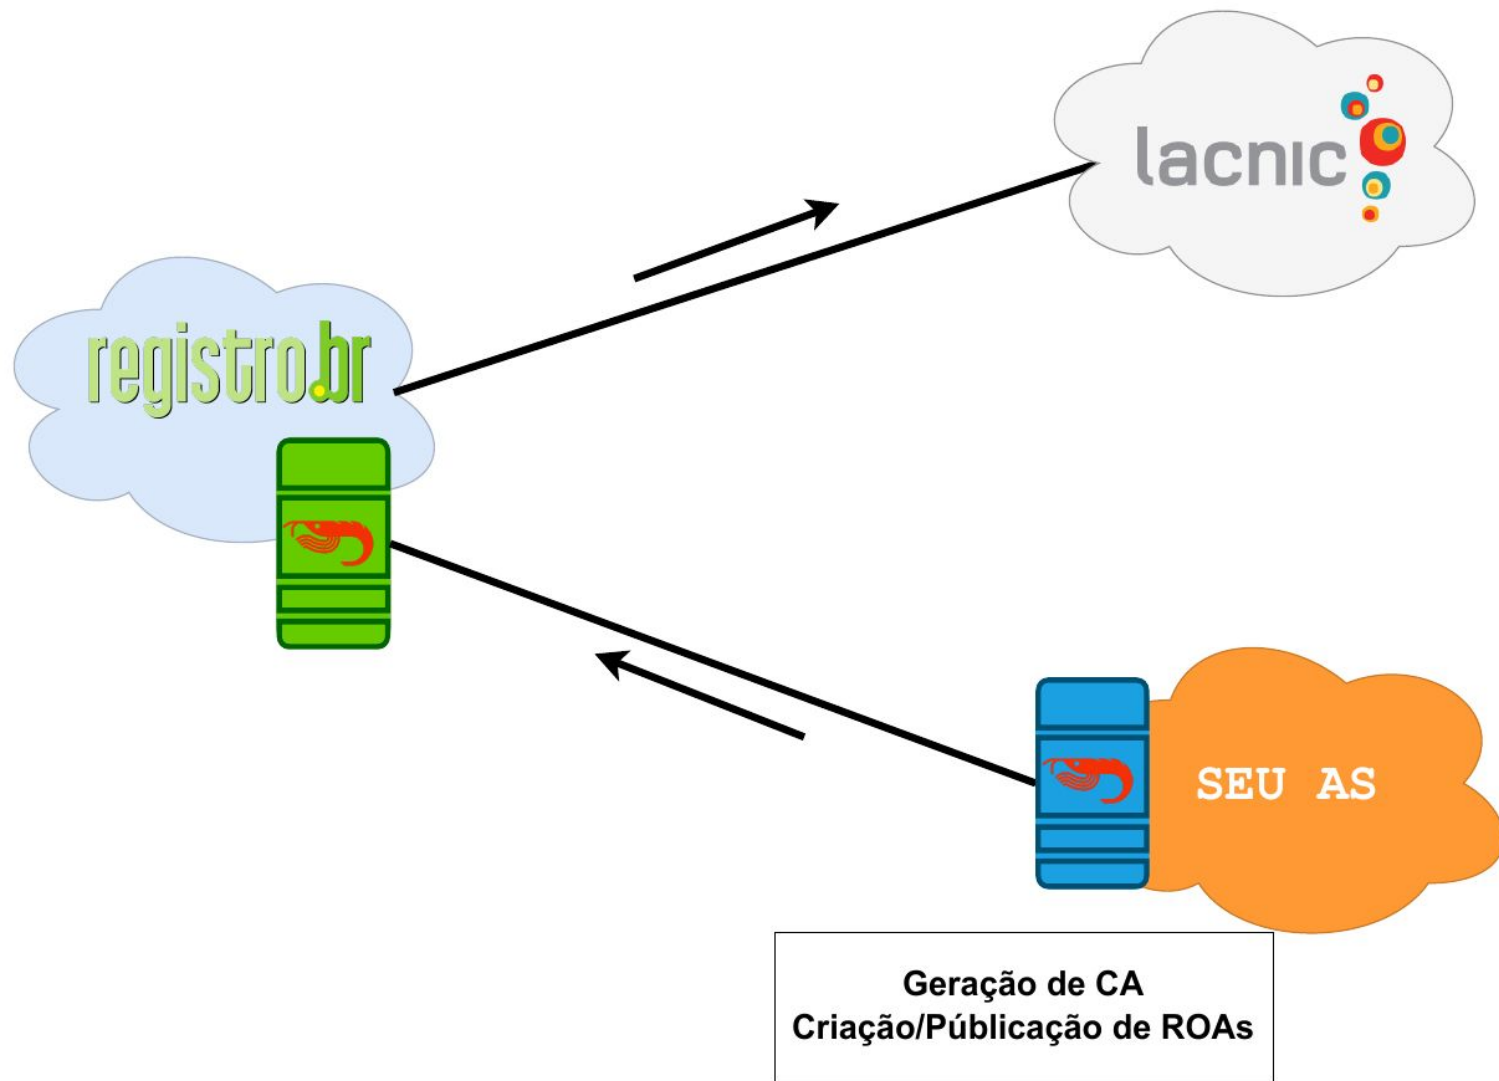 lacnic
registro.br
SEU AS
Geração de CA
Criação/Públicação de ROAs